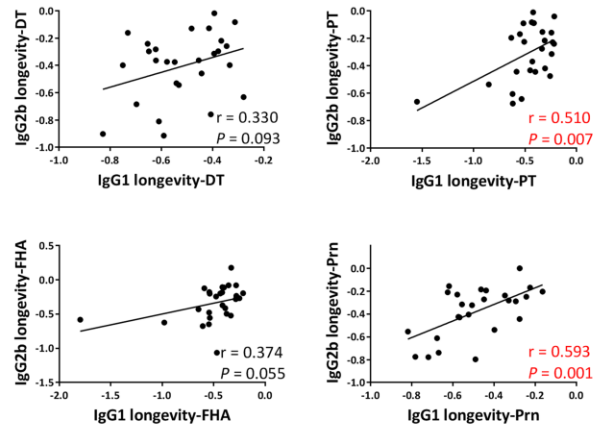 IgG2b longevity-DT
0.0
-0.2
-0.4
-0.6
-0.8
-1.0
-1.0 -0.8 -0.6 -0.4 -0.2
r = 0.330
P = 0.093
IgG1 longevity-DT
IgG2b longevity-PT
0.0
-0.2
-0.4
-0.6
-0.8
-1.0
-2.0 -1.5 -1.0 -0.5 0.0
r = 0.510
P = 0.007
IgG1 longevity-PT
IgG2b longevity-FHA
0.5
0.0
-0.5
-1.0
-1.5
-2.0 -1.5 -1.0 -0.5 0.0
r = 0.374
P = 0.055
IgG1 longevity-FHA
IgG2b longevity-Prn
0.2
0.0
-0.2
-0.4
-0.6
-0.8
-1.0
-1.0 -0.8 -0.6 -0.4 -0.2 0.0
r = 0.593
P = 0.001
IgG1 longevity-Prn